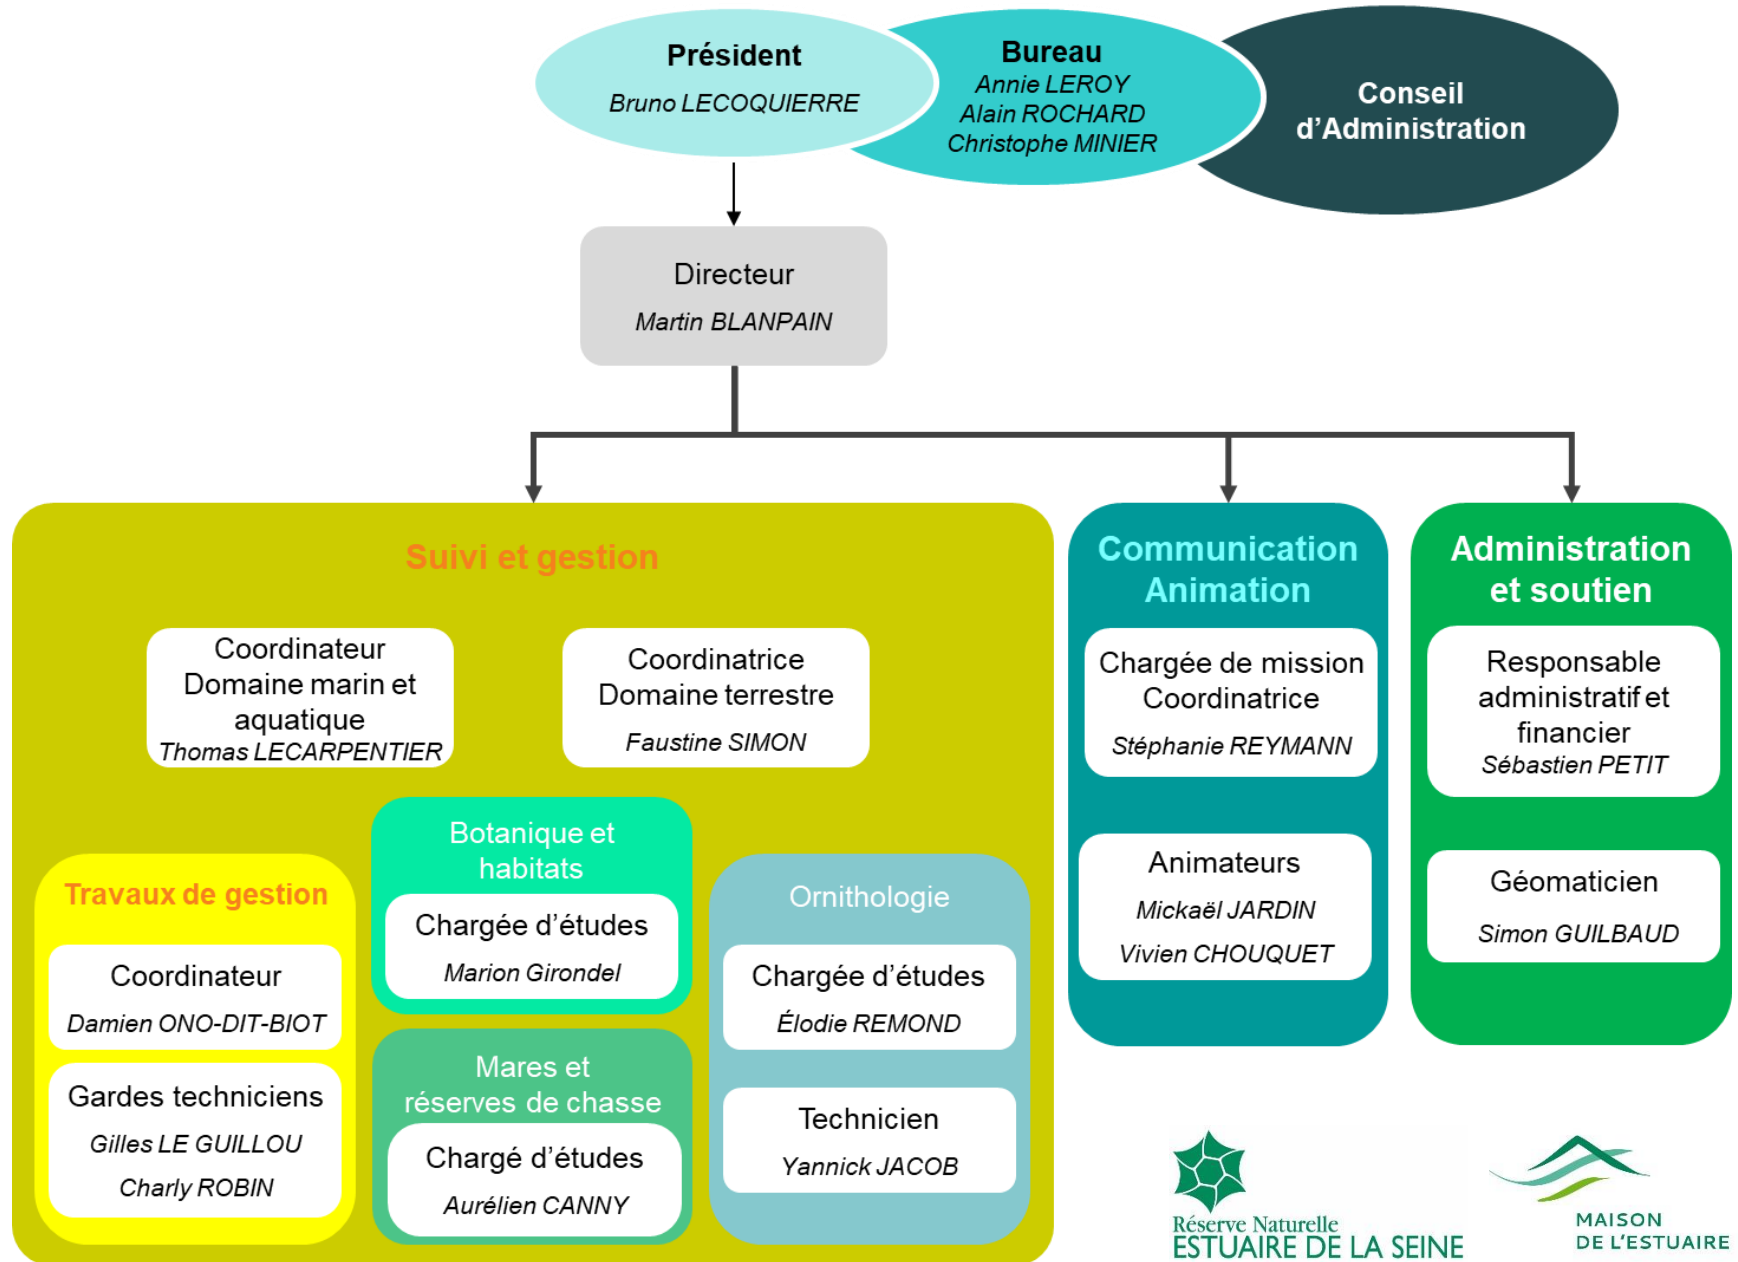 Président
Bruno LECOQUIERRE
Bureau
Annie LEROY
Alain ROCHARD
Christophe MINIER
Conseil
d’Administration
Directeur
Martin BLANPAIN
Suivi et gestion
Coordinateur
Domaine marin et
aquatique
Thomas LECARPENTIER
Coordinatrice
Domaine terrestre
Faustine SIMON
Travaux de gestion
Coordinateur
Damien ONO-DIT-BIOT
Gardes techniciens
Gilles LE GUILLOU
Charly ROBIN
Botanique et
habitats
Chargée d’études
Marion Girondel
Mares et
réserves de chasse
Chargé d’études
Aurélien CANNY
Ornithologie
Chargée d’études
Élodie REMOND
Technicien
Yannick JACOB
Communication
Animation
Chargée de mission
Coordinatrice
Stéphanie REYMANN
Animateurs
Mickaël JARDIN
Vivien CHOUQUET
Administration
et soutien
Responsable
administratif et
financier
Sébastien PETIT
Géomaticien
Simon GUILBAUD
Réserve Naturelle
ESTUAIRE DE LA SEINE
MAISON
DE L’ESTUAIRE